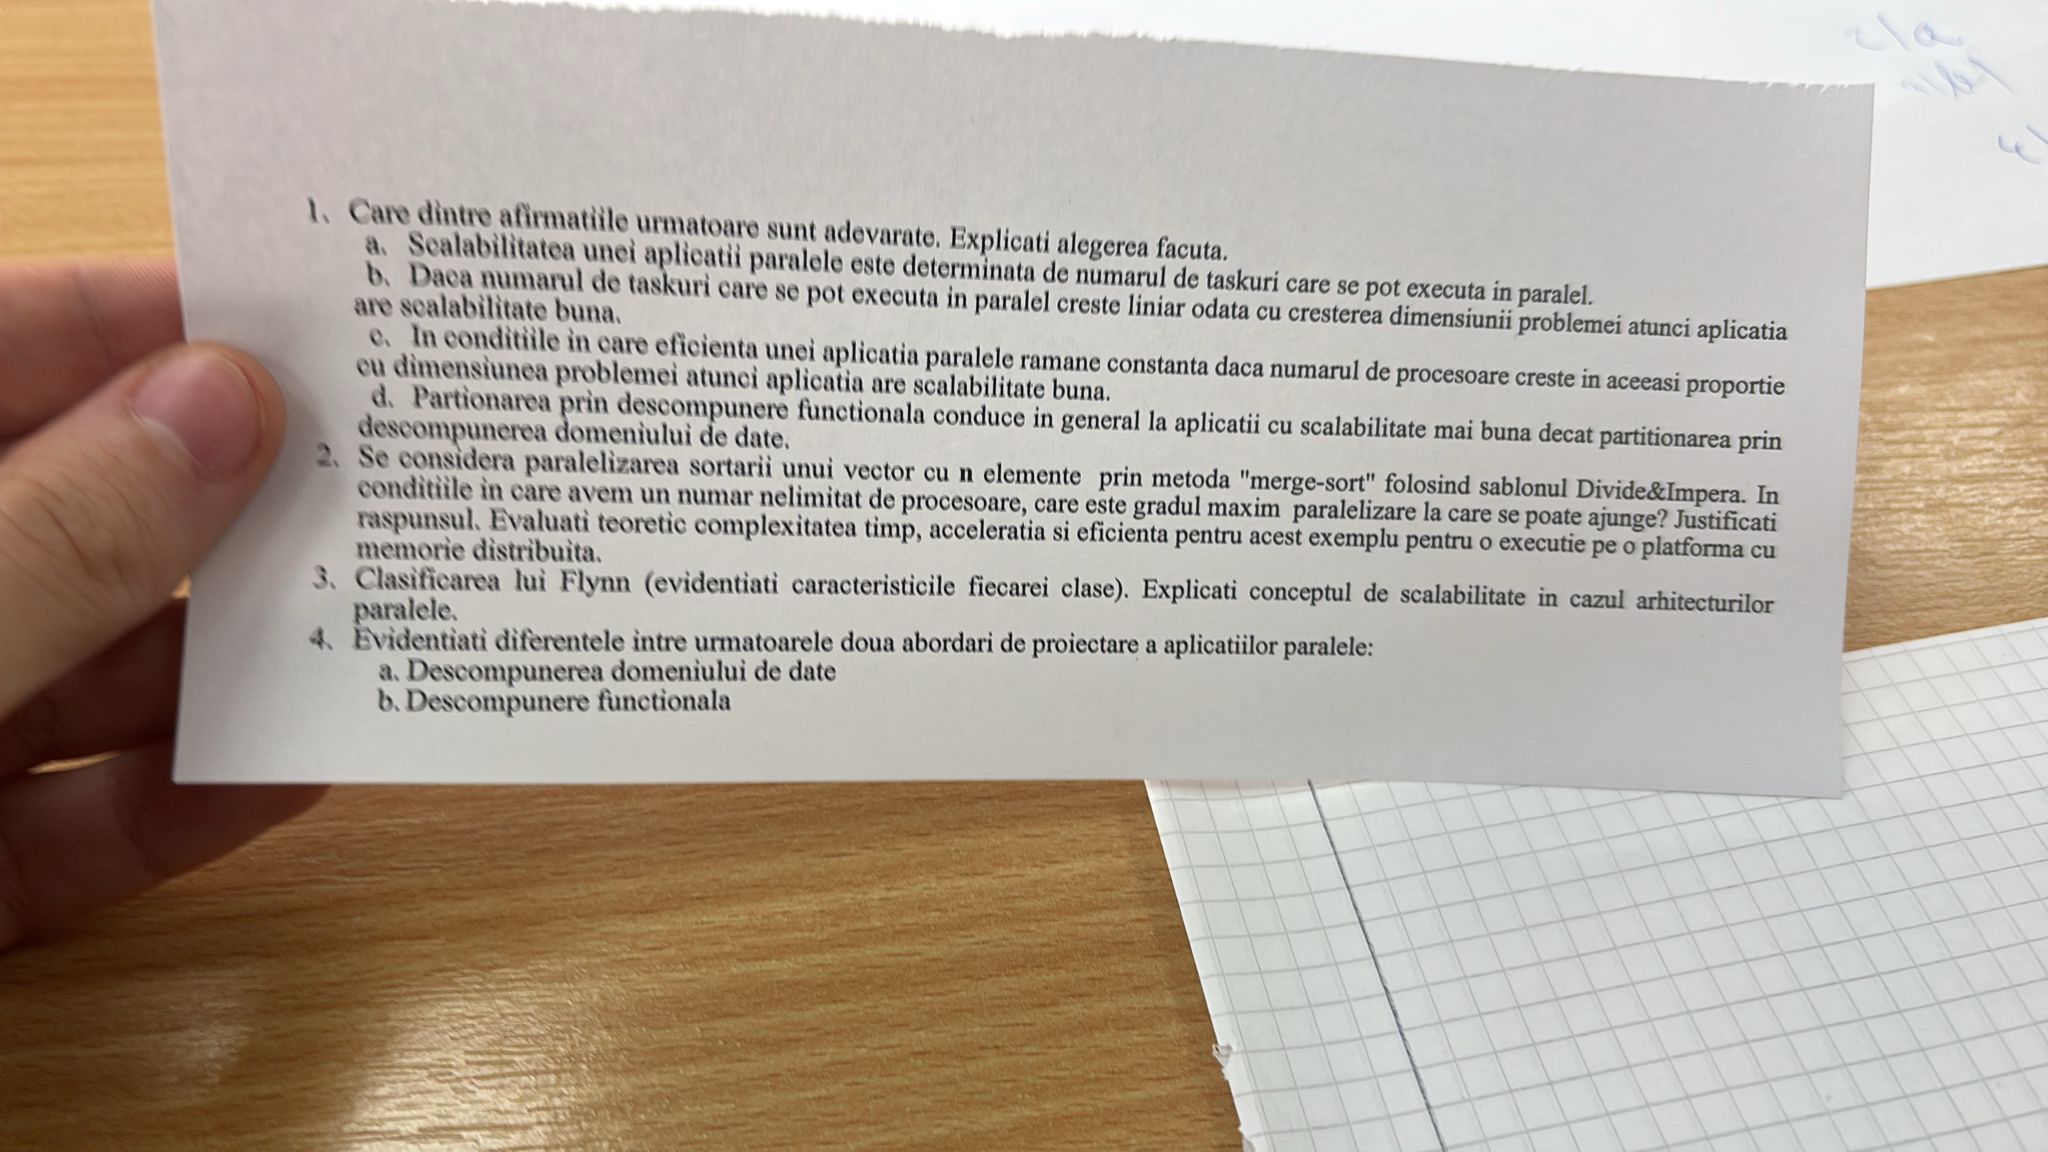 1. Care dintre afirmatiile urmatoare sunt adevarate. Explicati alegerea facuta.
a. Scalabilitatea unei aplicatii paralele este determinata de numarul de taskuri care se pot executa in paralel.
b. Daca numarul de taskuri care se pot executa in paralel creste liniar odata cu cresterea dimensiunii problemei atunci aplicatia
are scalabilitate buna.
c. In conditiile in care eficienta unei aplicatia paralele ramane constanta daca numarul de procesoare creste in aceeasi proportie
cu dimensiunea problemei atunci aplicatia are scalabilitate buna.
d. Partionarea prin descompunere functionala conduce in general la aplicatii cu scalabilitate mai buna decat partitionarea prin
descompunerea domeniului de date.
2. Se considera paralelizarea sortarii unui vector cu n elemente prin metoda "merge-sort" folosind sablonul Divide&Impera. In
conditiile in care avem un numar nelimitat de procesoare, care este gradul maxim paralelizare la care se poate ajunge? Justificati
raspunsul. Evaluati teoretic complexitatea timp, acceleratia si eficienta pentru acest exemplu pentru o executie pe o platforma cu
memorie distribuita.
3. Clasificarea lui Flynn (evidentiati caracteristicile fiecarei clase). Explicati conceptul de scalabilitate in cazul arhitecturilor
paralele.
4. Evidentiati diferentele intre urmatoarele doua abordari de proiectare a aplicatiilor paralele:
a. Descompunerea domeniului de date
b. Descompunere functionala